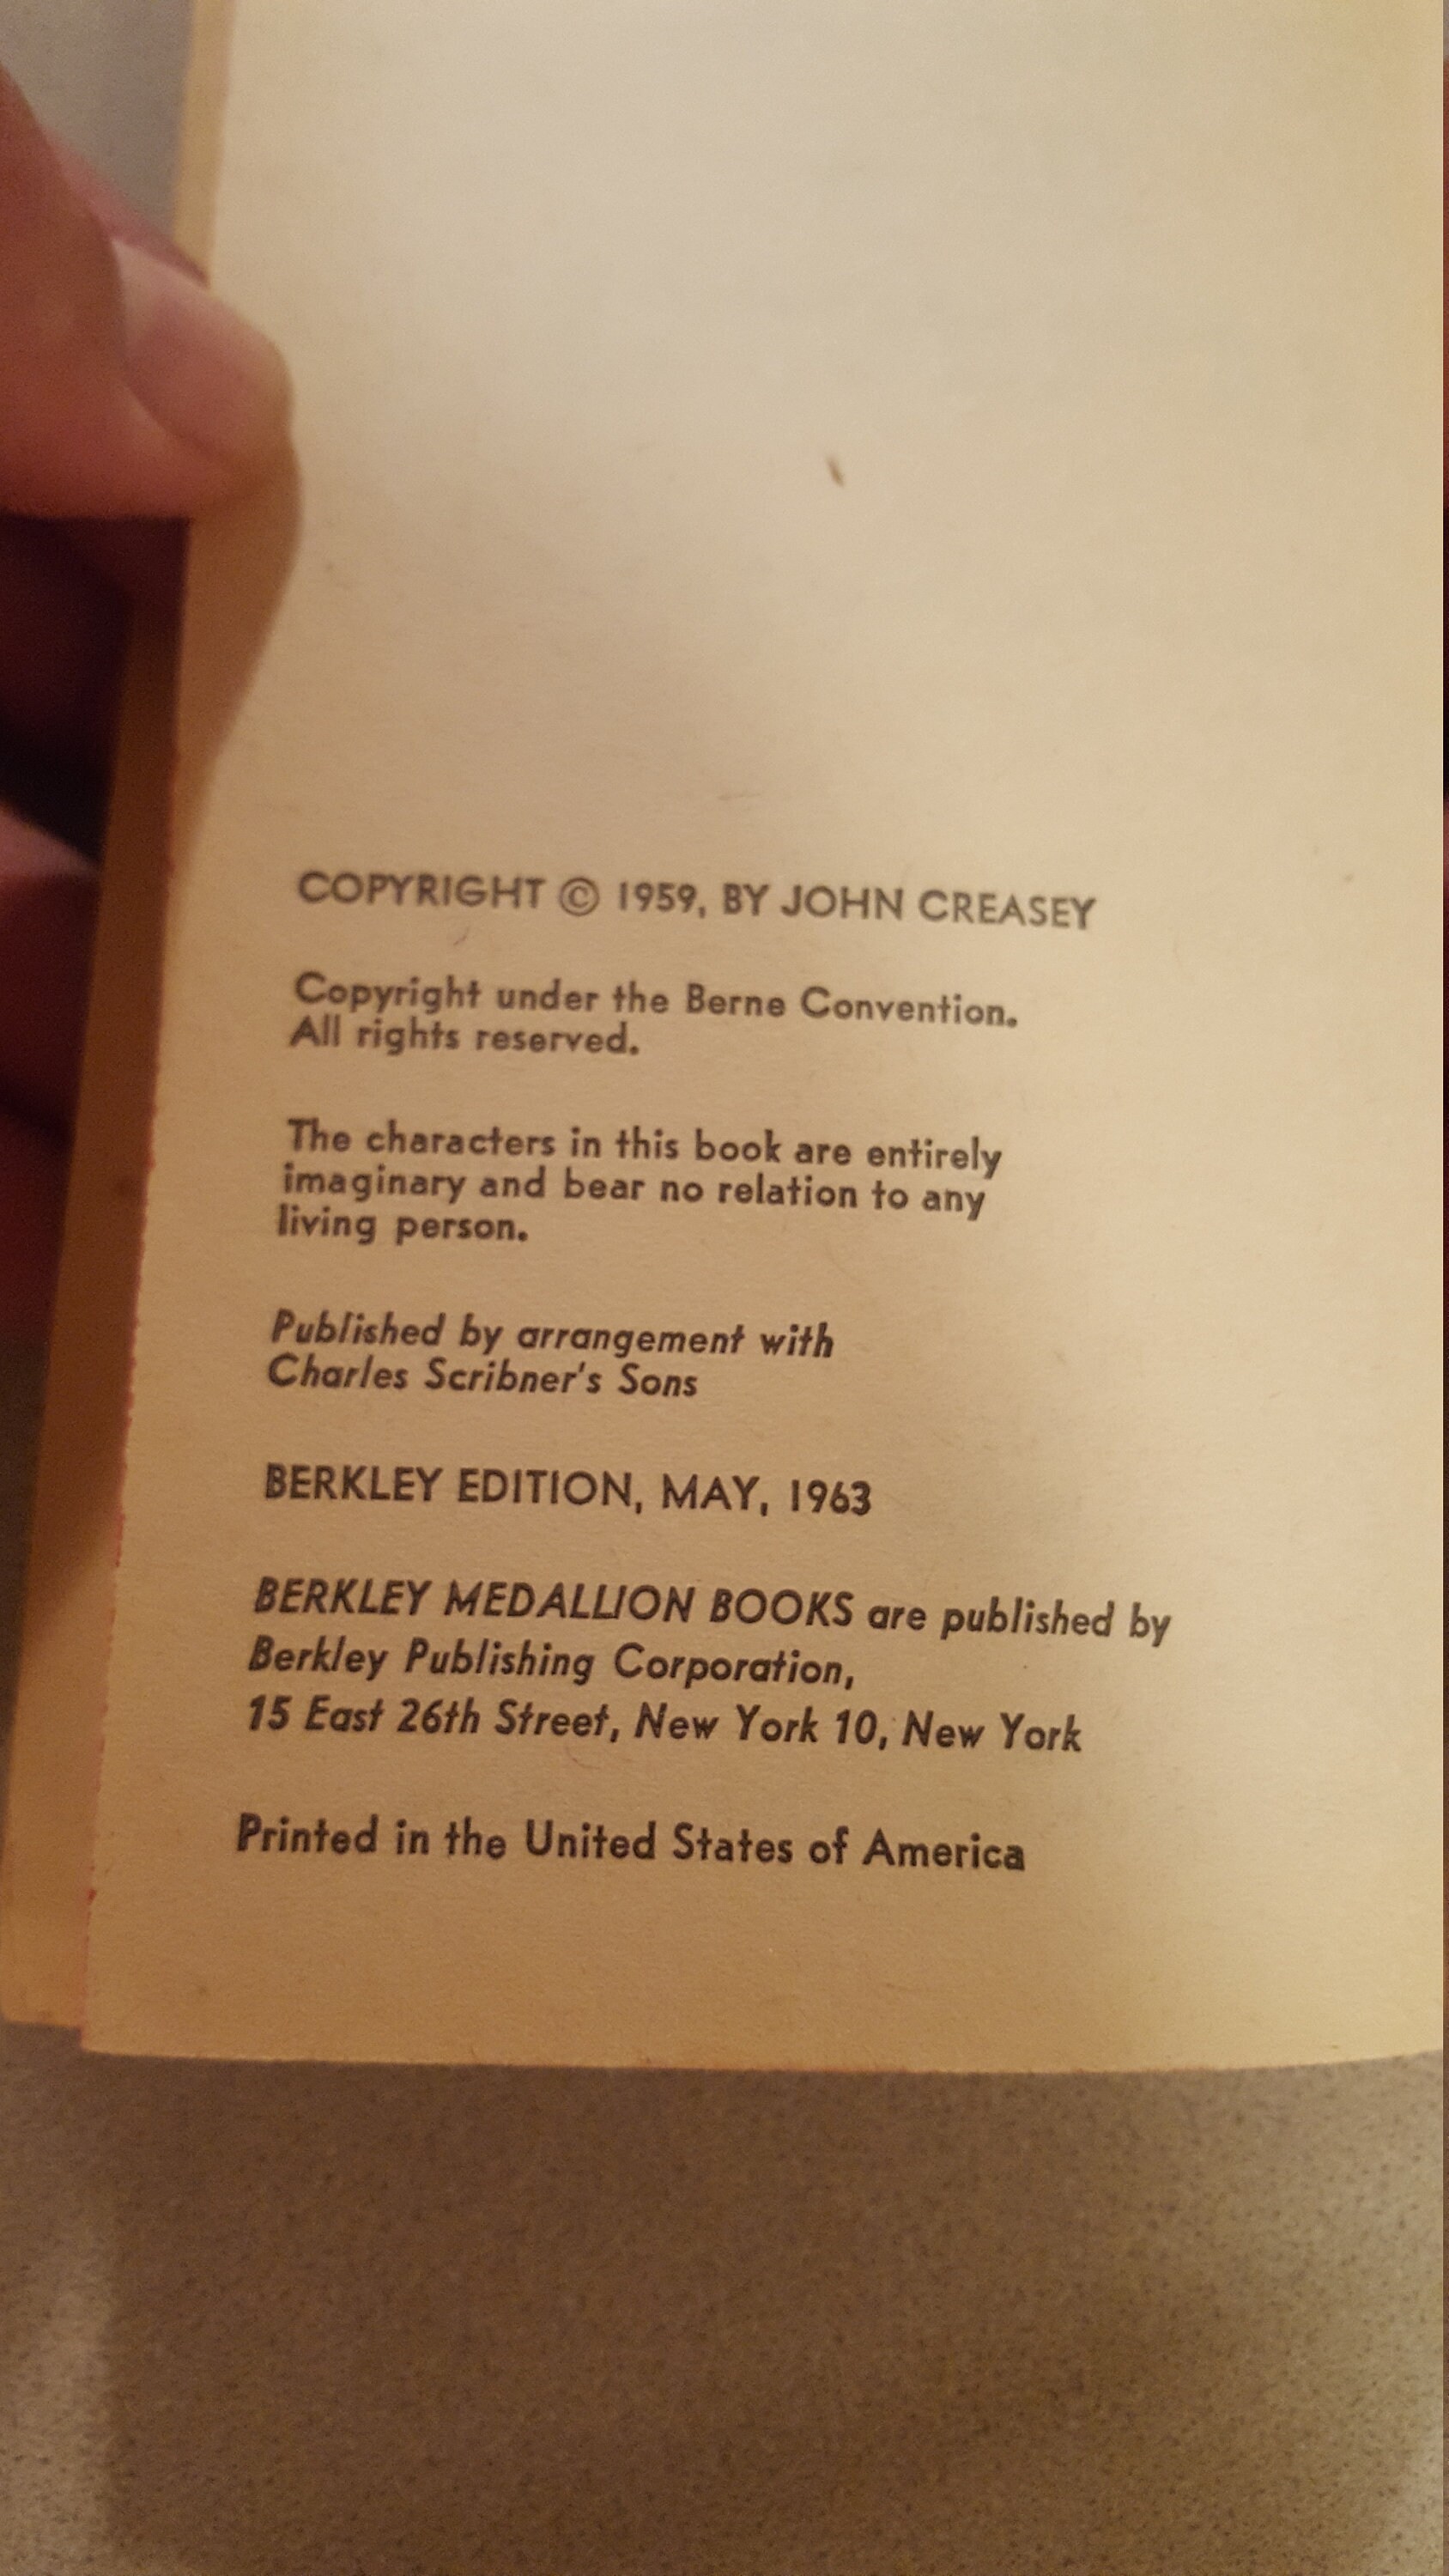 COPYRIGHT © 1959, BY JOHN CREASEY
Copyright under the Berne Convention.
All rights reserved.
The characters in this book are entirely
imaginary and bear no relation to any
living person.
Published by arrangement with
Charles Scribner's Sons
BERKLEY EDITION, MAY, 1963
BERKLEY MEDALLION BOOKS are published by
Berkley Publishing Corporation,
15 East 26th Street, New York 10, New York
Printed in the United States of America